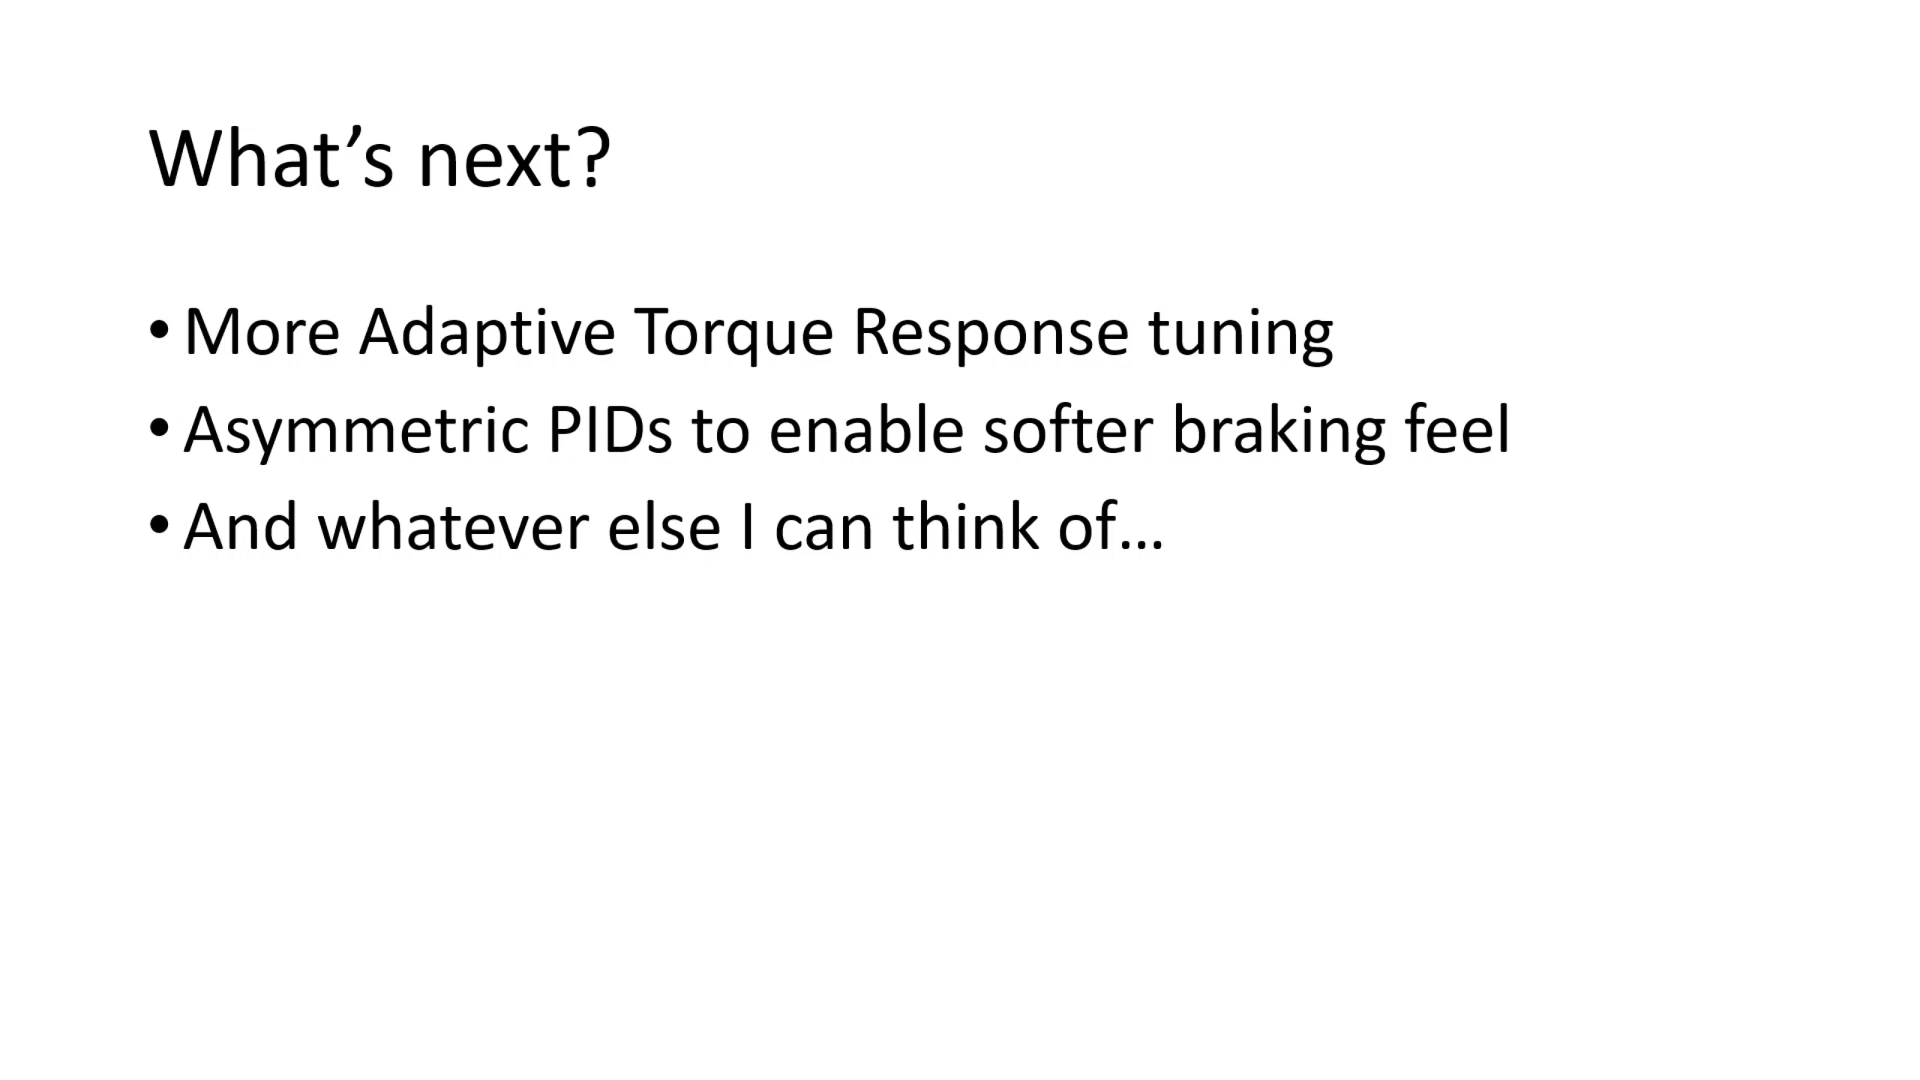 What’s next?
• More Adaptive Torque Response tuning
• Asymmetric PIDs to enable softer braking feel
• And whatever else I can think of…